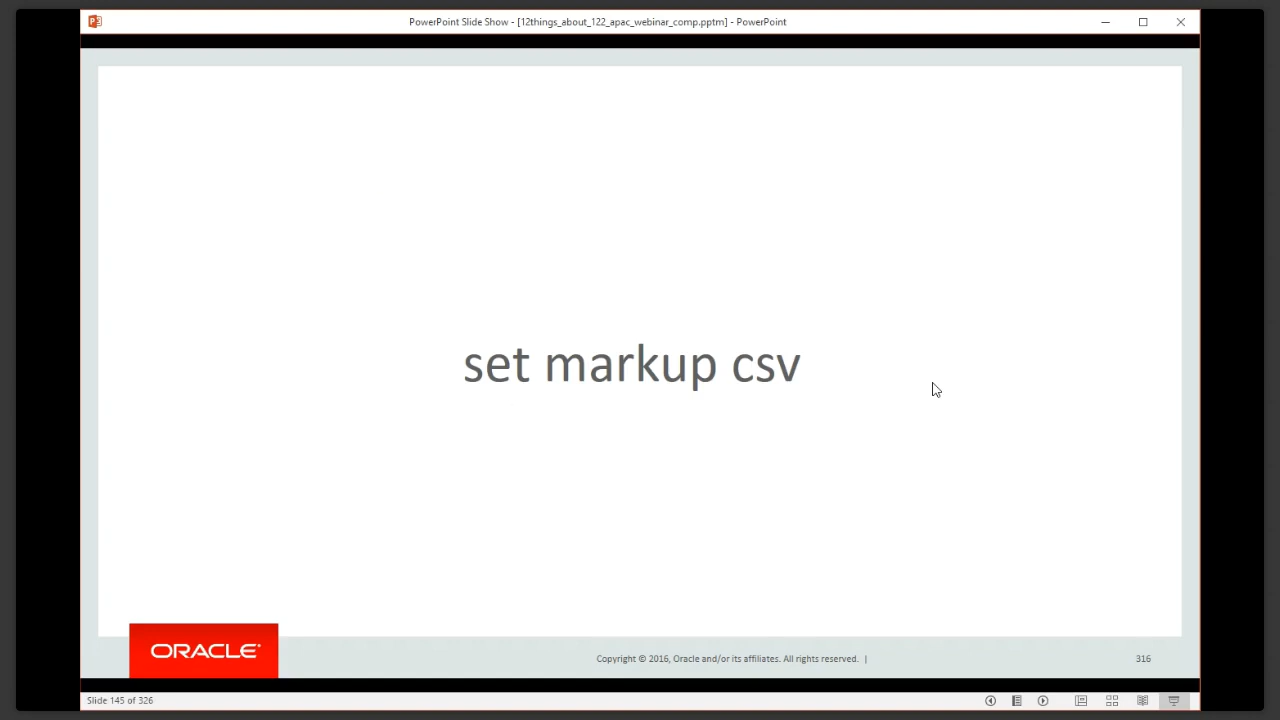 PowerPoint Slide Show - [12things_about_122_apac_webinar_comp.pptm] - PowerPoint
set markup csv
ORACLE
Copyright © 2016, Oracle and/or its affiliates. All rights reserved. |
316
Slide 145 of 326